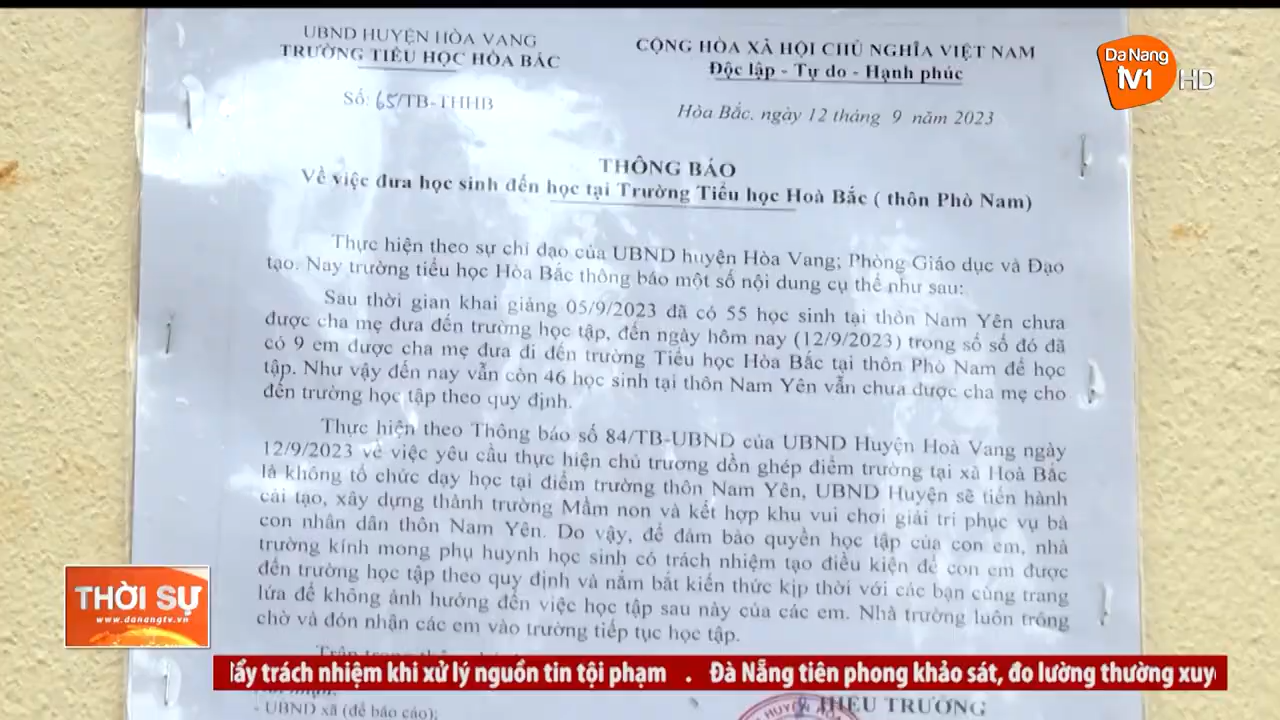 UBND HUYỆN HÒA VANG
TRƯỜNG TIỂU HỌC HÒA BẮC
CỘNG HÒA XÃ HỘI CHỦ NGHĨA VIỆT NAM
Độc lập - Tự do - Hạnh phúc
Số: 65/TB-THHB
Hòa Bắc, ngày 12 tháng 9 năm 2023
Da Nang
TV1 HD
THÔNG BÁO
Về việc đưa học sinh đến học tại Trường Tiểu học Hoà Bắc ( thôn Phò Nam)
Thực hiện theo sự chỉ đạo của UBND huyện Hòa Vang; Phòng Giáo dục và Đạo
tạo. Nay trường tiểu học Hòa Bắc thông báo một số nội dung cụ thể như sau:
Sau thời gian khai giảng 05/9/2023 đã có 55 học sinh tại thôn Nam Yên chưa
được cha mẹ đưa đến trường học tập, đến ngày hôm nay (12/9/2023) trong số số đó đã
có 9 em được cha mẹ đưa đi đến trường Tiểu học Hòa Bắc tại thôn Phò Nam để học
tập. Như vậy đến nay vẫn còn 46 học sinh tại thôn Nam Yên vẫn chưa được cha mẹ cho
đến trường học tập theo quy định.
Thực hiện theo Thông báo số 84/TB-UBND của UBND Huyện Hoà Vang ngày
12/9/2023 về việc yêu cầu thực hiện chủ trương dồn ghép điểm trường tại xã Hoà Bắc
là không tổ chức dạy học tại điểm trường thôn Nam Yên, UBND Huyện sẽ tiến hành
cải tạo, xây dựng thành trường Mầm non và kết hợp khu vui chơi giải trí phục vụ bà
con nhân dân thôn Nam Yên. Do vậy, để đảm bảo quyền học tập của con em, nhà
trường kính mong phụ huynh học sinh có trách nhiệm tạo điều kiện để con em được
đến trường học tập theo quy định và nắm bắt kiến thức kịp thời với các bạn cùng trang
lứa để không ảnh hưởng đến việc học tập sau này của các em. Nhà trường luôn trông
chờ và đón nhận các em vào trường tiếp tục học tập.
THỜI SỰ
www.danangtv.vn
trách nhiệm khi xử lý nguồn tin tội phạm . Đà Nẵng tiên phong khảo sát, đo lường thường
- UBND xã (để báo cáo);
HIỆU TRƯỞNG